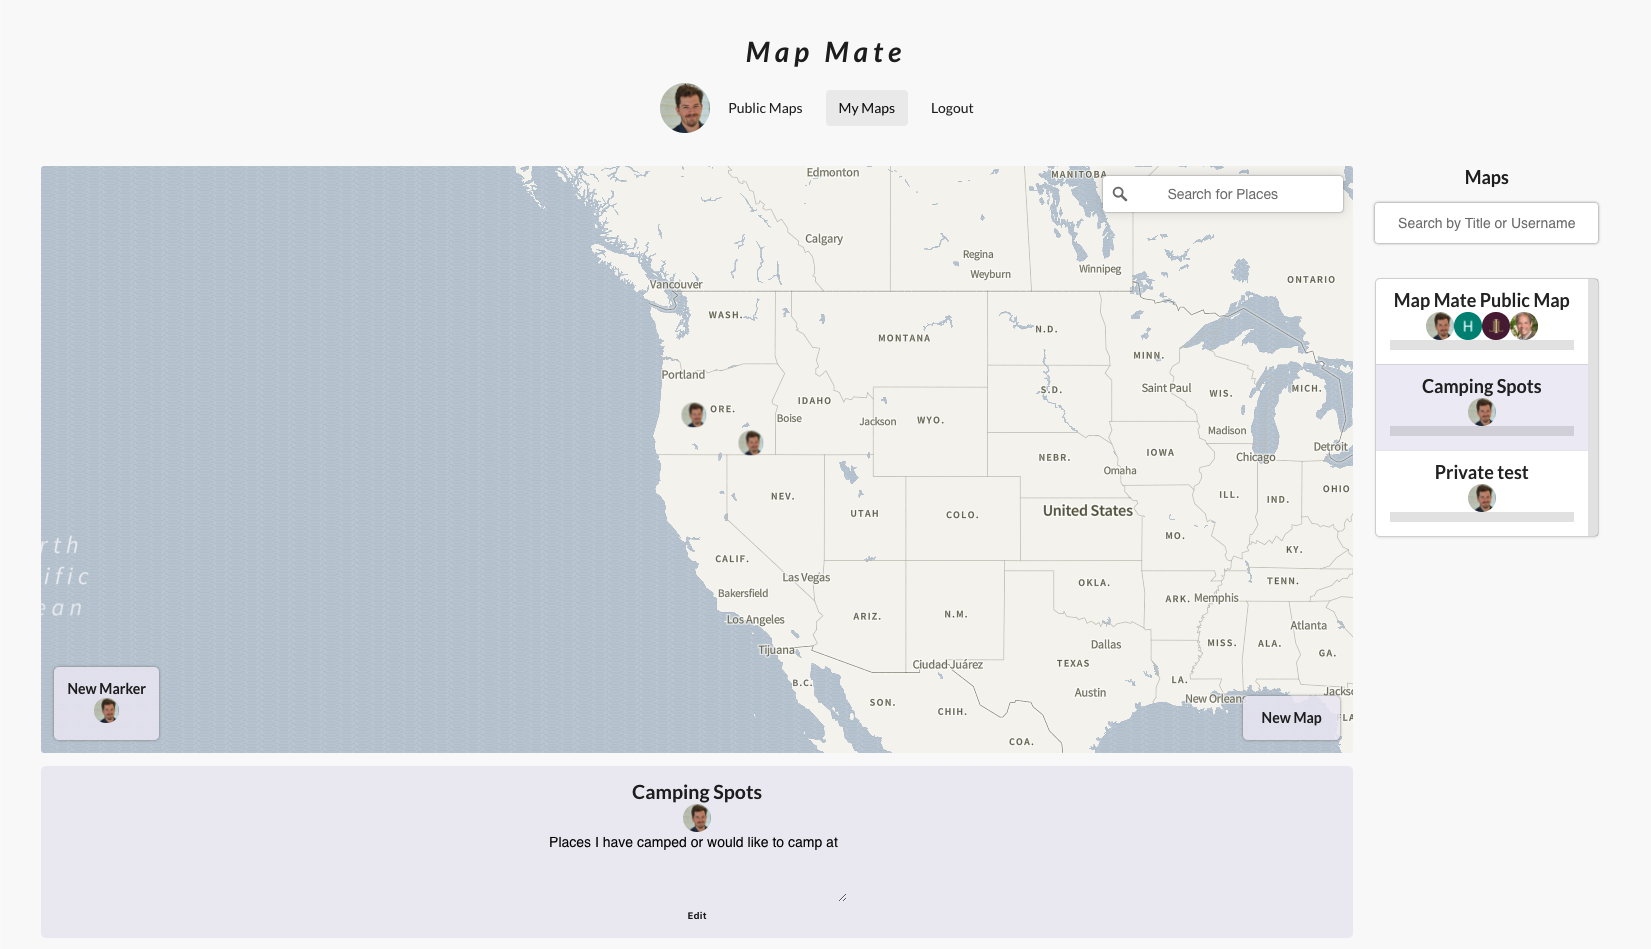 Map Mate
Public Maps
My Maps
Logout
Edmonton
MANITOBA
Search for Places
Calgary
Regina
Weyburn
Winnipeg
ONTARIO
Vancouver
WASH.
MONTANA
N.D.
MINN.
Portland
S.D.
Saint Paul
WIS.
MICH.
ORE.
IDAHO
Boise
Jackson
WYO.
Madison
Detroit
NEBR.
IOWA
Chicago
Omaha
NEV.
UTAH
COLO.
United States
ILL.
IND.
OHIO
MO.
rth
ific
ean
CALIF.
KY.
Las Vegas
OKLA.
TENN.
Bakersfield
ARK.
Memphis
Los Angeles
ARIZ.
N.M.
Atlanta
Tijuana
Dallas
MISS.
ALA.
GA.
Ciudad Juárez
TEXAS
B.C.
LA.
SON.
CHIH.
Austin
New Orleans
Jackso
FLA
COA.
New Marker
New Map
Maps
Search by Title or Username
Map Mate Public Map
H
Camping Spots
Private test
Camping Spots
Places I have camped or would like to camp at
Edit